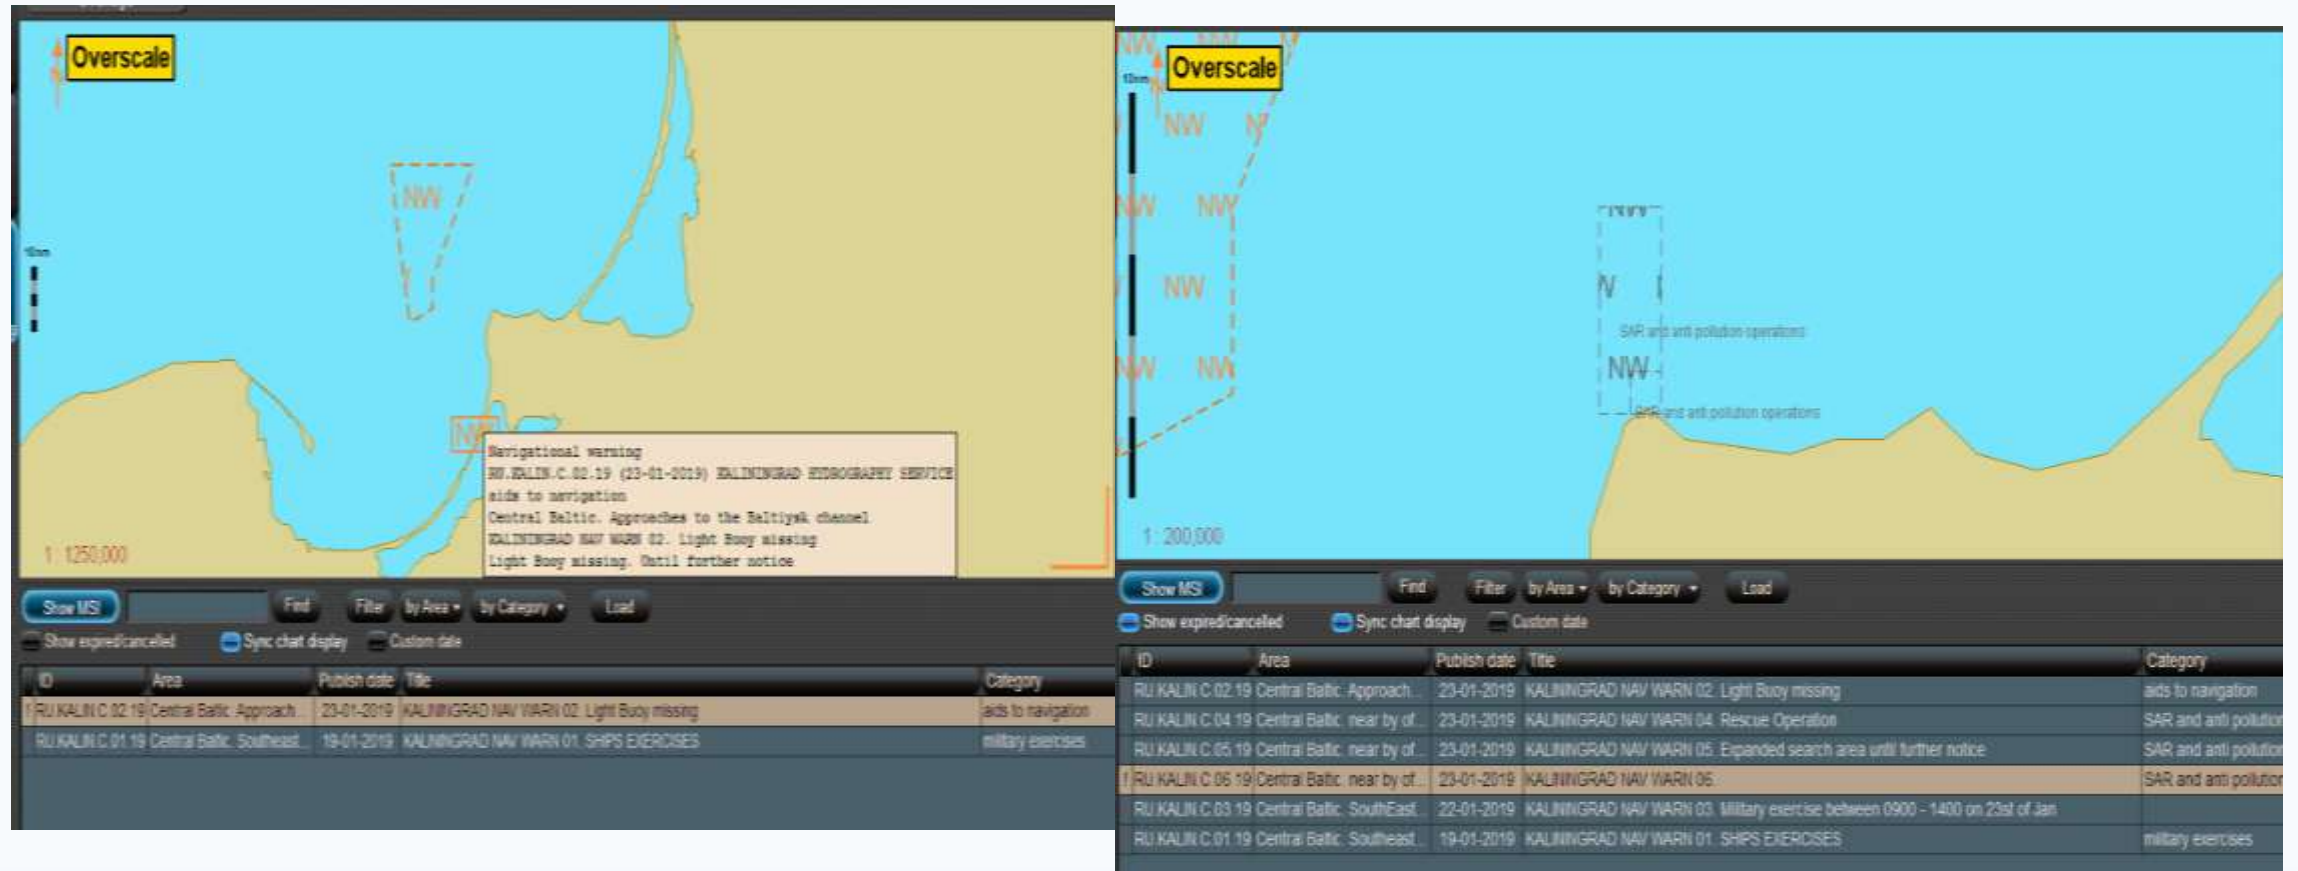 Overscale
NW
10nm
NW
Navigational warning
RU.KALIN.C.02.19 (23-01-2019) KALININGRAD HYDROGRAPHY SERVICE
aids to navigation
Central Baltic. Approaches to the Baltiysk channel
KALININGRAD NAV WARN 02. Light Buoy missing
Light Buoy missing. Until further notice
1: 1250,000
Show MSI Find Filter by Area by Category Load
Show expired/cancelled Sync chart display Custom date
ID Area Publish date Title Category
! RU.KALIN.C.02.19 Central Baltic. Approach... 23-01-2019 KALININGRAD NAV WARN 02. Light Buoy missing aids to navigation
RU.KALIN.C.01.19 Central Baltic. Southeast... 19-01-2019 KALININGRAD NAV WARN 01. SHIPS EXERCISES military exercises
NW NW
Overscale
10nm
NW N
NW NW
NW
NW NW
NW
W
SAR and anti pollution operations
NW
SAR and anti pollution operations
1: 200,000
Show MSI Find Filter by Area by Category Load
Show expired/cancelled Sync chart display Custom date
ID Area Publish date Title Category
RU.KALIN.C.02.19 Central Baltic. Approach... 23-01-2019 KALININGRAD NAV WARN 02. Light Buoy missing aids to navigation
RU.KALIN.C.04.19 Central Baltic. near by of... 23-01-2019 KALININGRAD NAV WARN 04. Rescue Operation SAR and anti pollution
RU.KALIN.C.05.19 Central Baltic. near by of... 23-01-2019 KALININGRAD NAV WARN 05. Expanded search area until further notice SAR and anti pollution
! RU.KALIN.C.06.19 Central Baltic. near by of... 23-01-2019 KALININGRAD NAV WARN 06. SAR and anti pollution
RU.KALIN.C.03.19 Central Baltic. SouthEast... 22-01-2019 KALININGRAD NAV WARN 03. Military exercise between 0900 - 1400 on 23st of Jan
RU.KALIN.C.01.19 Central Baltic. Southeast... 19-01-2019 KALININGRAD NAV WARN 01. SHIPS EXERCISES military exercises